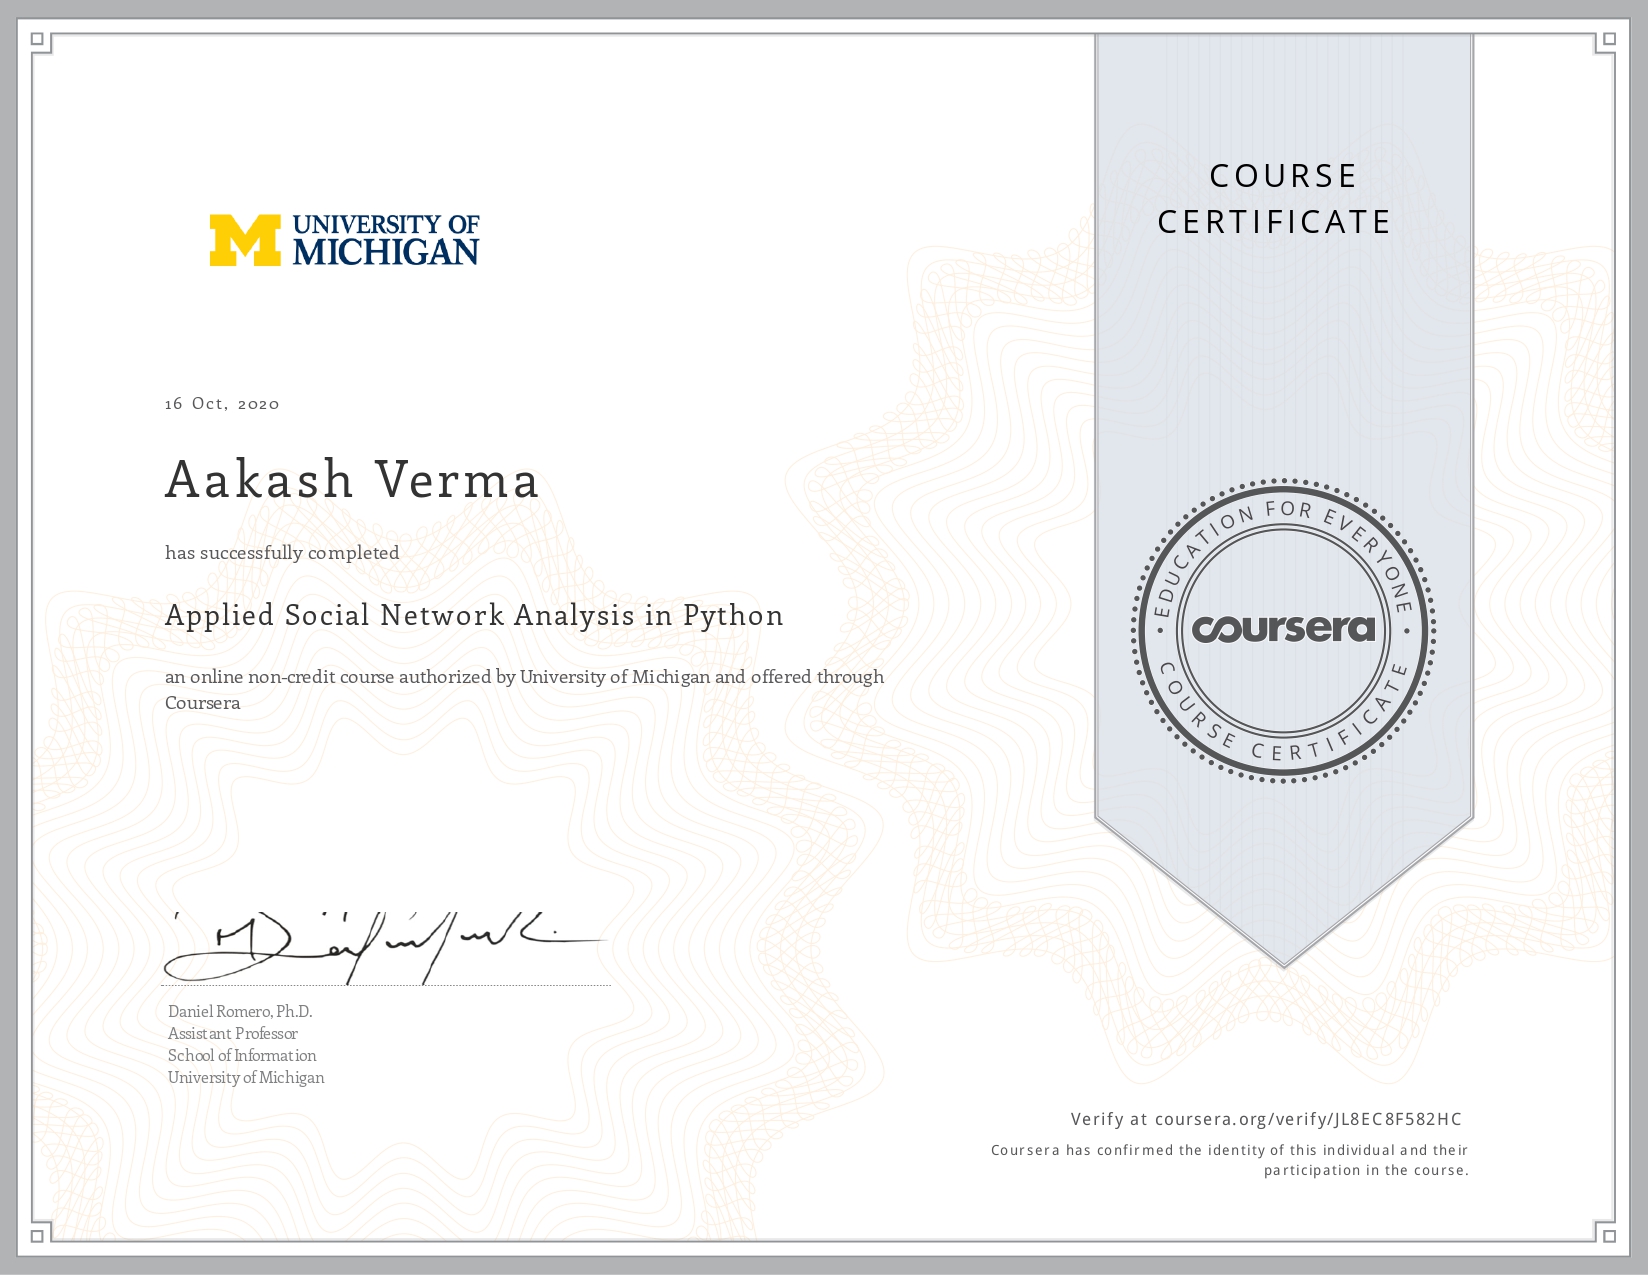 COURSE
CERTIFICATE
UNIVERSITY OF
MICHIGAN
16 Oct, 2020
Aakash Verma
has successfully completed
Applied Social Network Analysis in Python
an online non-credit course authorized by University of Michigan and offered through
Coursera
EDUCATION FOR EVERYONE
coursera
COURSE CERTIFICATE
Daniel Romero, Ph.D.
Assistant Professor
School of Information
University of Michigan
Verify at coursera.org/verify/JL8EC8F582HC
Coursera has confirmed the identity of this individual and their
participation in the course.